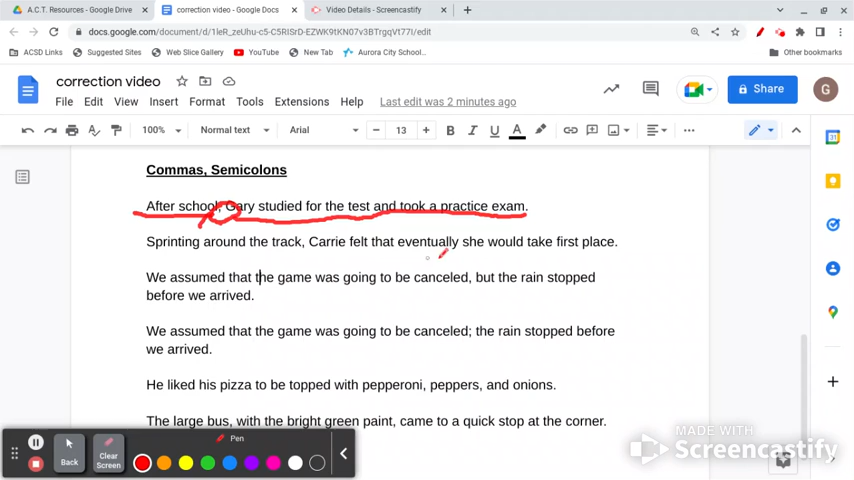 A.C.T. Resources - Google Drive
correction video - Google Docs
Video Details - Screencastify
docs.google.com/document/d/1leR_zeUhz-c5-C5RISrD-EZWK9tKN07v3BTrgqVt77I/edit
ACSD Links
Suggested Sites
Web Slice Gallery
YouTube
New Tab
Aurora City School...
Other bookmarks
correction video
File Edit View Insert Format Tools Extensions Help Last edit was 2 minutes ago
Share
G
100% Normal text Arial 13 B I U A
Commas, Semicolons
After school, Gary studied for the test and took a practice exam.
Sprinting around the track, Carrie felt that eventually she would take first place.
We assumed that the game was going to be canceled, but the rain stopped
before we arrived.
We assumed that the game was going to be canceled; the rain stopped before
we arrived.
He liked his pizza to be topped with pepperoni, peppers, and onions.
The large bus, with the bright green paint, came to a quick stop at the corner.
Pen
Back
Clear
Screen
MADE WITH
Screencastify